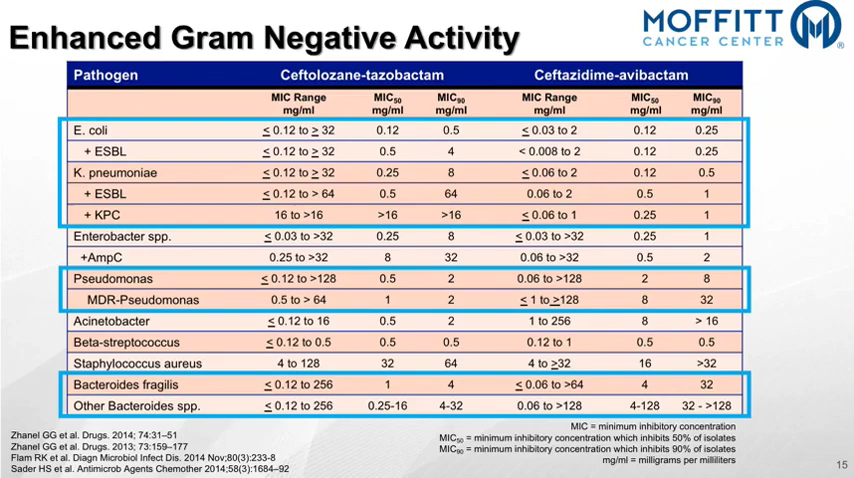 MOFFITT
CANCER CENTER
®
Enhanced Gram Negative Activity
Pathogen Ceftolozane-tazobactam Ceftazidime-avibactam
MIC Range mg/ml MIC50 mg/ml MIC90 mg/ml MIC Range mg/ml MIC50 mg/ml MIC90 mg/ml
E. coli ≤ 0.12 to ≥ 32 0.12 0.5 ≤ 0.03 to 2 0.12 0.25
+ ESBL ≤ 0.12 to ≥ 32 0.5 4 < 0.008 to 2 0.12 0.25
K. pneumoniae ≤ 0.12 to ≥ 32 0.25 8 ≤ 0.06 to 2 0.12 0.5
+ ESBL ≤ 0.12 to > 64 0.5 64 0.06 to 2 0.5 1
+ KPC 16 to >16 >16 >16 ≤ 0.06 to 1 0.25 1
Enterobacter spp. ≤ 0.03 to >32 0.25 8 ≤ 0.03 to >32 0.25 1
+AmpC 0.25 to >32 8 32 0.06 to >32 0.5 2
Pseudomonas ≤ 0.12 to >128 0.5 2 0.06 to >128 2 8
MDR-Pseudomonas 0.5 to > 64 1 2 ≤ 1 to ≥128 8 32
Acinetobacter ≤ 0.12 to 16 0.5 2 1 to 256 8 > 16
Beta-streptococcus ≤ 0.12 to 0.5 0.5 0.5 0.12 to 1 0.5 0.5
Staphylococcus aureus 4 to 128 32 64 4 to ≥32 16 >32
Bacteroides fragilis ≤ 0.12 to 256 1 4 ≤ 0.06 to >64 4 32
Other Bacteroides spp. ≤ 0.12 to 256 0.25-16 4-32 0.06 to >128 4-128 32 - >128
MIC = minimum inhibitory concentration
MIC50 = minimum inhibitory concentration which inhibits 50% of isolates
MIC90 = minimum inhibitory concentration which inhibits 90% of isolates
mg/ml = milligrams per milliliters
Zhanel GG et al. Drugs. 2014; 74:31–51
Zhanel GG et al. Drugs. 2013; 73:159–177
Flam RK et al. Diagn Microbiol Infect Dis. 2014 Nov;80(3):233-8
Sader HS et al. Antimicrob Agents Chemother 2014;58(3):1684–92
15